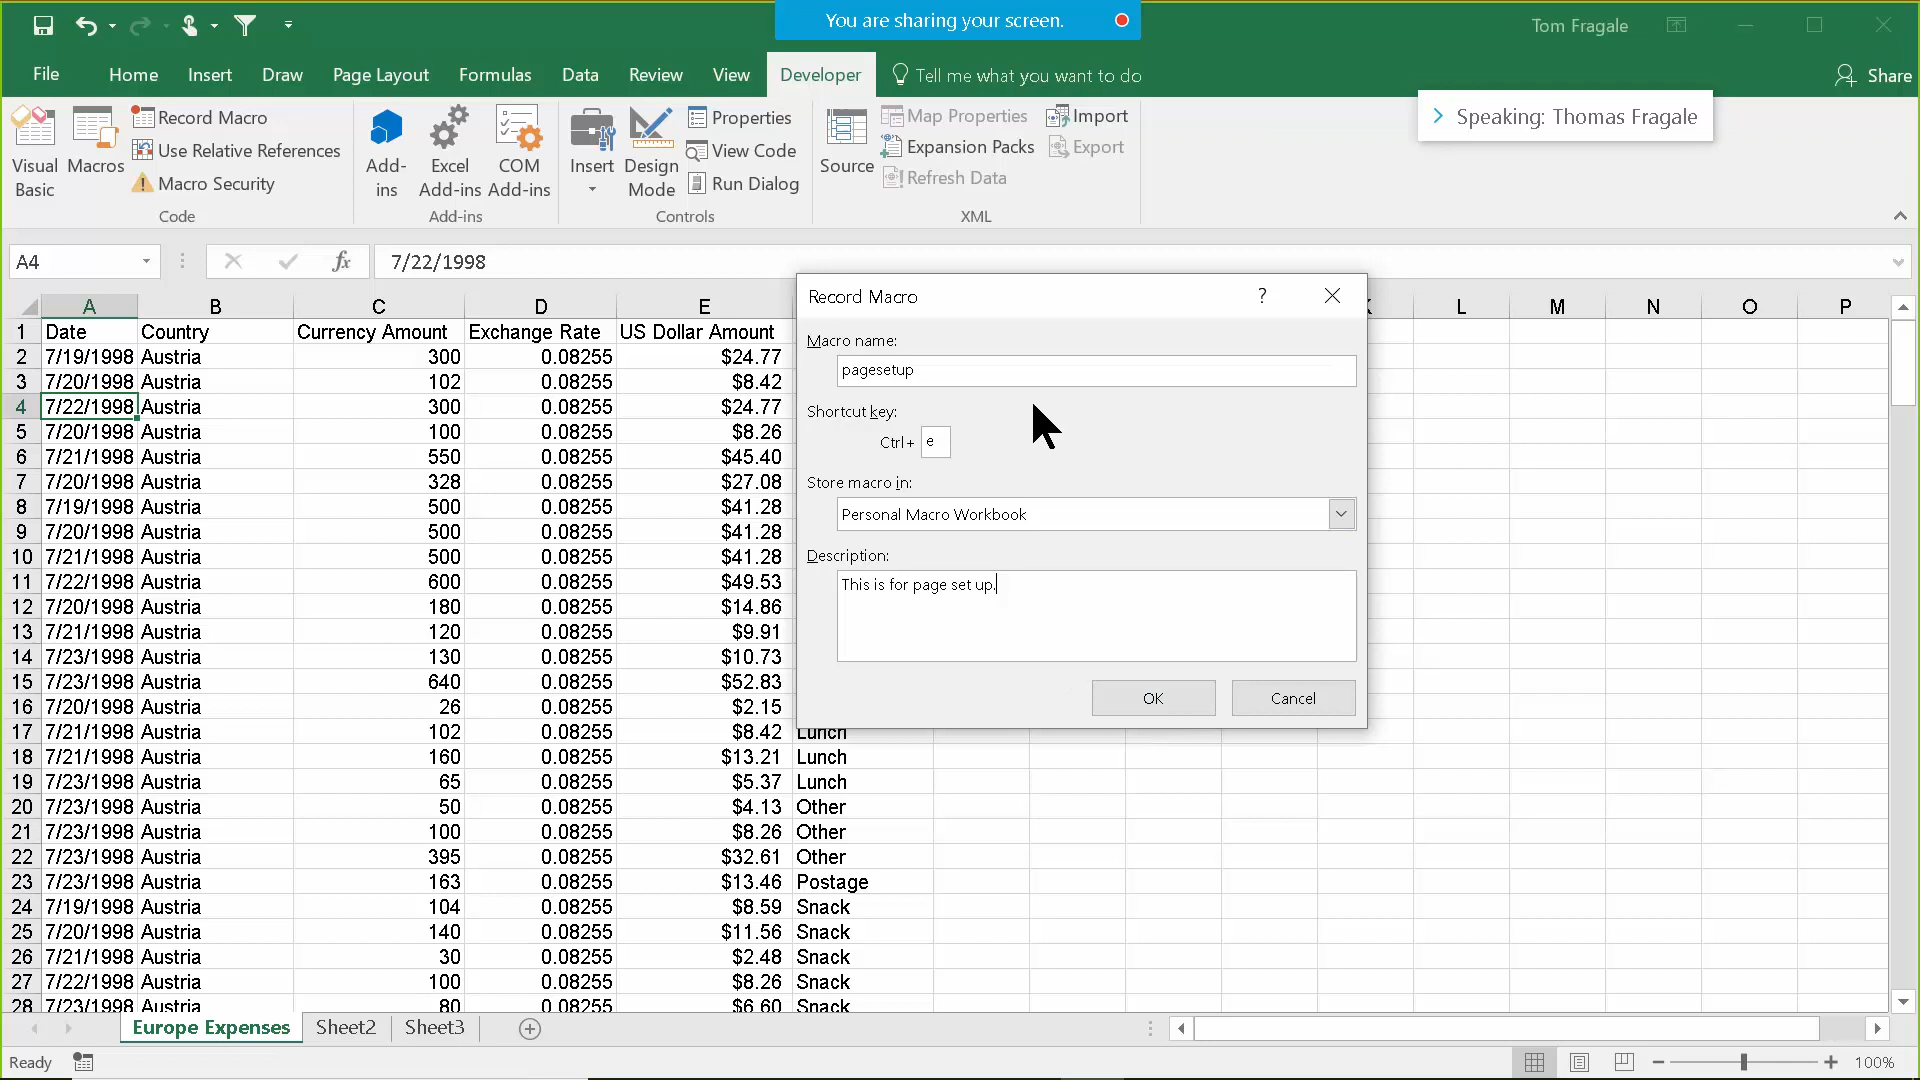 You are sharing your screen.
Tom Fragale
File Home Insert Draw Page Layout Formulas Data Review View Developer Tell me what you want to do Share
Speaking: Thomas Fragale
Visual Basic
Macros
Record Macro
Use Relative References
Macro Security
Code
Add-ins
Excel Add-ins
COM Add-ins
Add-ins
Insert
Design Mode
Properties
View Code
Run Dialog
Controls
Source
Map Properties
Expansion Packs
Refresh Data
Import
Export
XML
A4 fx 7/22/1998
A B C D E L M N O P
1 Date Country Currency Amount Exchange Rate US Dollar Amount
2 7/19/1998 Austria 300 0.08255 $24.77
3 7/20/1998 Austria 102 0.08255 $8.42
4 7/22/1998 Austria 300 0.08255 $24.77
5 7/20/1998 Austria 100 0.08255 $8.26
6 7/21/1998 Austria 550 0.08255 $45.40
7 7/20/1998 Austria 328 0.08255 $27.08
8 7/19/1998 Austria 500 0.08255 $41.28
9 7/20/1998 Austria 500 0.08255 $41.28
10 7/21/1998 Austria 500 0.08255 $41.28
11 7/22/1998 Austria 600 0.08255 $49.53
12 7/20/1998 Austria 180 0.08255 $14.86
13 7/21/1998 Austria 120 0.08255 $9.91
14 7/23/1998 Austria 130 0.08255 $10.73
15 7/23/1998 Austria 640 0.08255 $52.83
16 7/20/1998 Austria 26 0.08255 $2.15
17 7/21/1998 Austria 102 0.08255 $8.42 Lunch
18 7/21/1998 Austria 160 0.08255 $13.21 Lunch
19 7/23/1998 Austria 65 0.08255 $5.37 Lunch
20 7/23/1998 Austria 50 0.08255 $4.13 Other
21 7/23/1998 Austria 100 0.08255 $8.26 Other
22 7/23/1998 Austria 395 0.08255 $32.61 Other
23 7/23/1998 Austria 163 0.08255 $13.46 Postage
24 7/19/1998 Austria 104 0.08255 $8.59 Snack
25 7/20/1998 Austria 140 0.08255 $11.56 Snack
26 7/21/1998 Austria 30 0.08255 $2.48 Snack
27 7/22/1998 Austria 100 0.08255 $8.26 Snack
28 7/23/1998 Austria 80 0.08255 $6.60 Snack
Record Macro ?
Macro name:
pagesetup
Shortcut key:
Ctrl+ e
Store macro in:
Personal Macro Workbook
Description:
This is for page set up.
OK Cancel
Europe Expenses Sheet2 Sheet3
Ready 100%